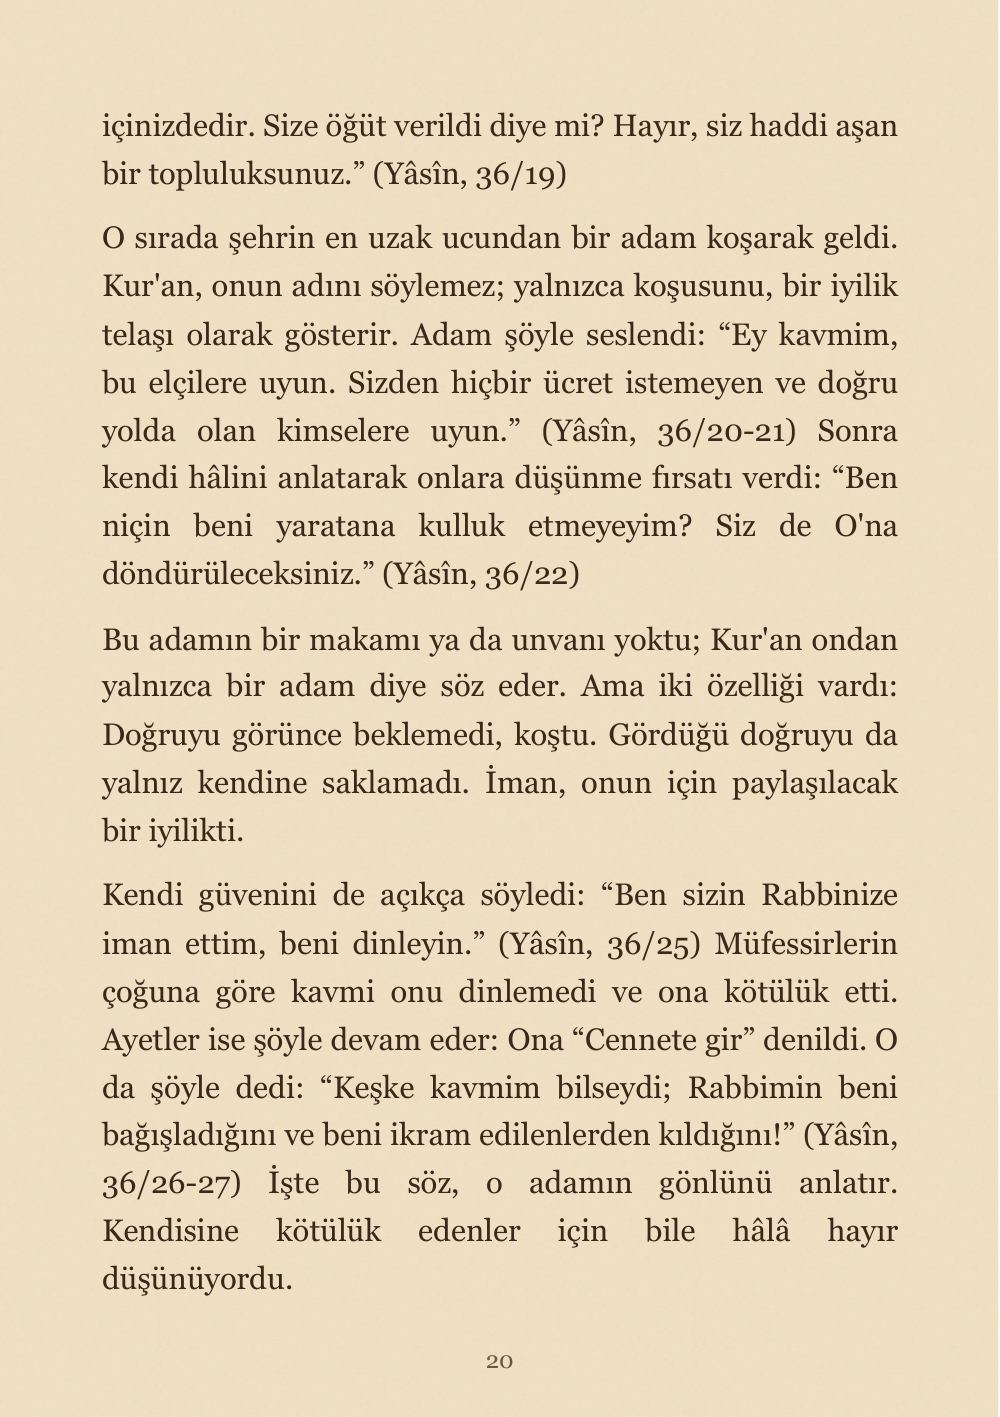 içinizdedir. Size öğüt verildi diye mi? Hayır, siz haddi aşan
bir topluluksunuz.” (Yâsîn, 36/19)
O sırada şehrin en uzak ucundan bir adam koşarak geldi.
Kur'an, onun adını söylemez; yalnızca koşusunu, bir iyilik
telaşı olarak gösterir. Adam şöyle seslendi: “Ey kavmim,
bu elçilere uyun. Sizden hiçbir ücret istemeyen ve doğru
yolda olan kimselere uyun.” (Yâsîn, 36/20-21) Sonra
kendi hâlini anlatarak onlara düşünme fırsatı verdi: “Ben
niçin beni yaratana kulluk etmeyeyim? Siz de O'na
döndürüleceksiniz.” (Yâsîn, 36/22)
Bu adamın bir makamı ya da unvanı yoktu; Kur'an ondan
yalnızca bir adam diye söz eder. Ama iki özelliği vardı:
Doğruyu görünce beklemedi, koştu. Gördüğü doğruyu da
yalnız kendine saklamadı. İman, onun için paylaşılacak
bir iyilikti.
Kendi güvenini de açıkça söyledi: “Ben sizin Rabbinize
iman ettim, beni dinleyin.” (Yâsîn, 36/25) Müfessirlerin
çoğuna göre kavmi onu dinlemedi ve ona kötülük etti.
Ayetler ise şöyle devam eder: Ona “Cennete gir” denildi. O
da şöyle dedi: “Keşke kavmim bilseydi; Rabbimin beni
bağışladığını ve beni ikram edilenlerden kıldığını!” (Yâsîn,
36/26-27) İşte bu söz, o adamın gönlünü anlatır.
Kendisine kötülük edenler için bile hâlâ hayır
düşünüyordu.
20